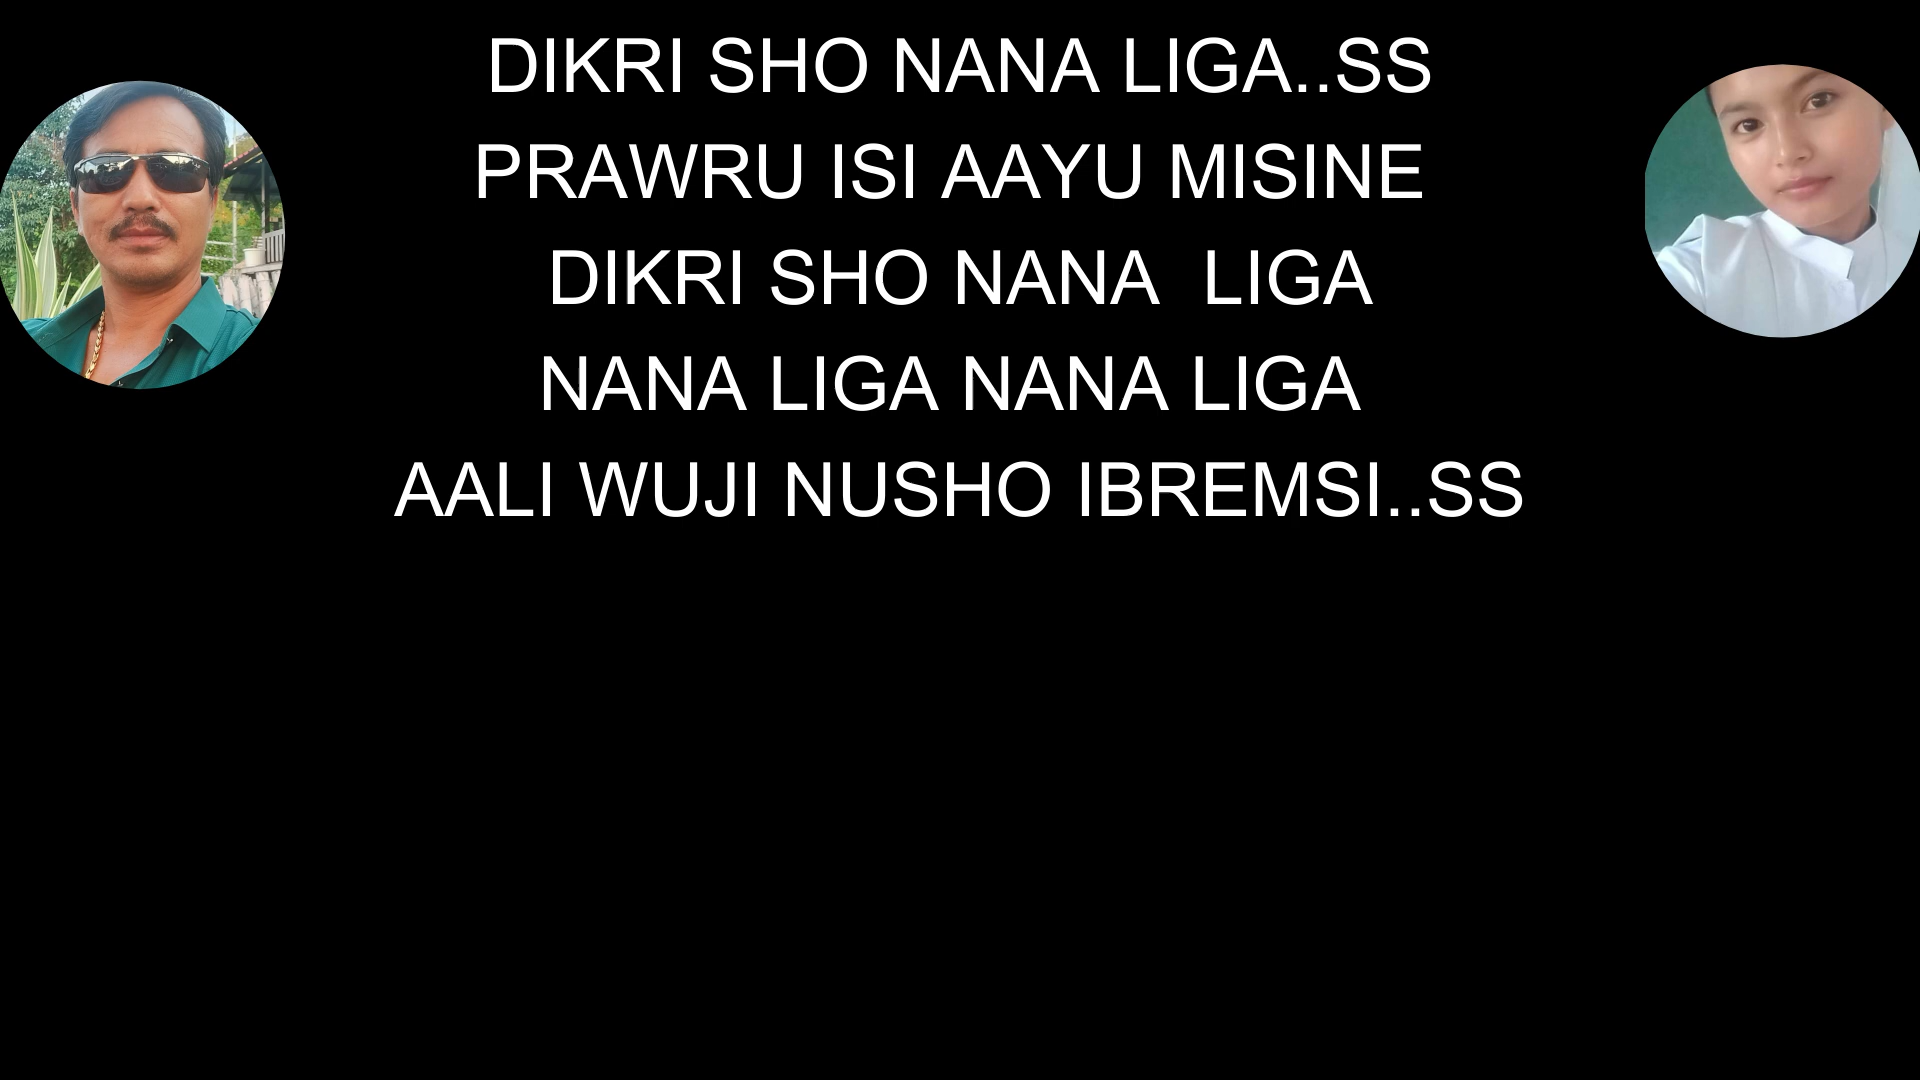 DIKRI SHO NANA LIGA..SS
PRAWRU ISI AAYU MISINE
DIKRI SHO NANA  LIGA
NANA LIGA NANA LIGA
AALI WUJI NUSHO IBREMSI..SS